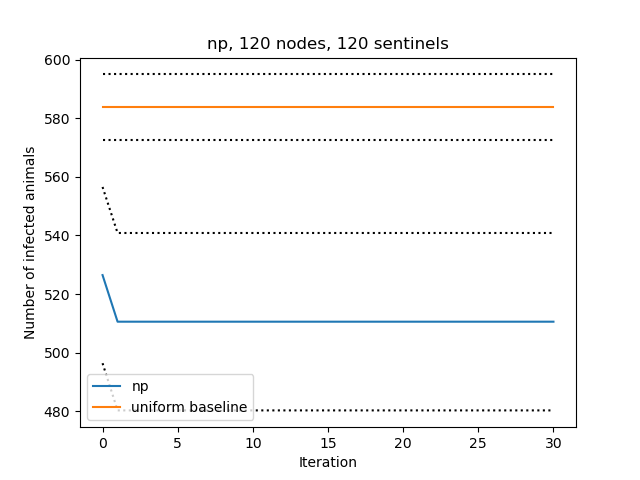 np, 120 nodes, 120 sentinels
600
580
560
540
520
500
480
Number of infected animals
np
uniform baseline
0 5 10 15 20 25 30
Iteration